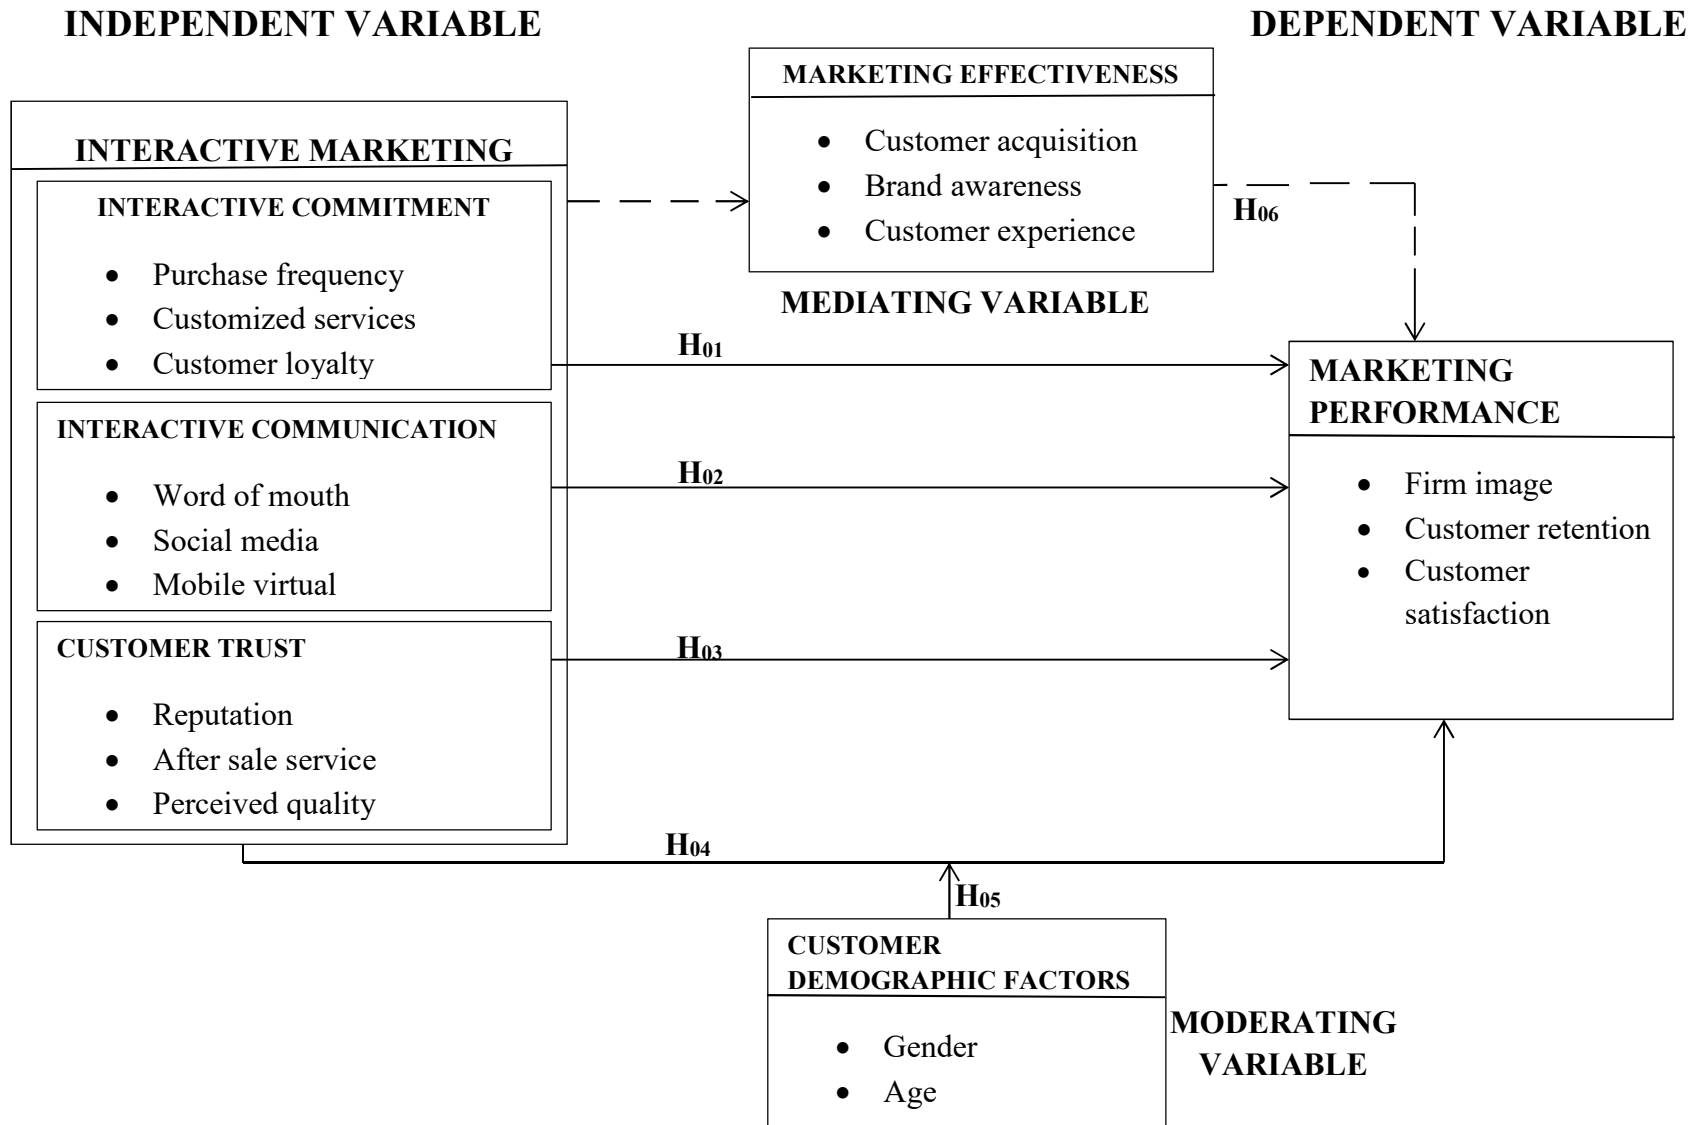 INDEPENDENT VARIABLE
DEPENDENT VARIABLE
INTERACTIVE MARKETING
INTERACTIVE COMMITMENT
• Purchase frequency
• Customized services
• Customer loyalty
INTERACTIVE COMMUNICATION
• Word of mouth
• Social media
• Mobile virtual
CUSTOMER TRUST
• Reputation
• After sale service
• Perceived quality
MARKETING EFFECTIVENESS
• Customer acquisition
• Brand awareness
• Customer experience
MEDIATING VARIABLE
H06
H01
H02
H03
MARKETING
PERFORMANCE
• Firm image
• Customer retention
• Customer
satisfaction
H04
H05
CUSTOMER
DEMOGRAPHIC FACTORS
• Gender
• Age
MODERATING
VARIABLE